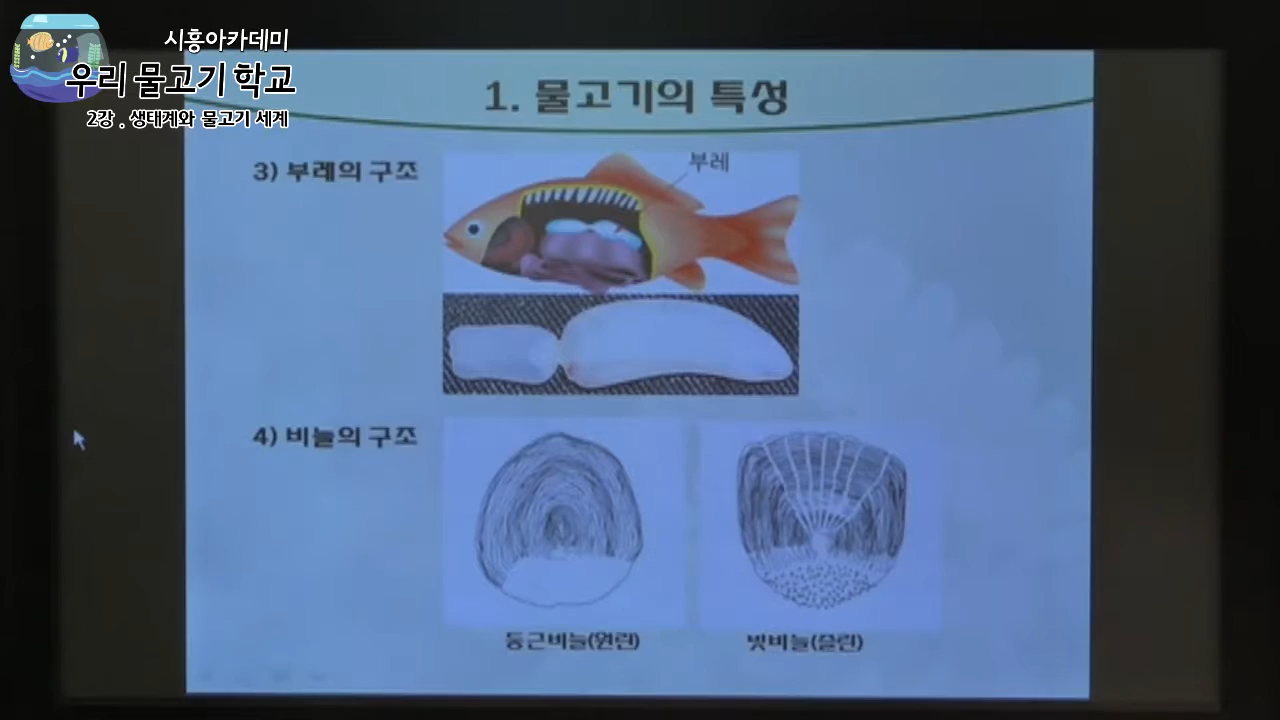 시흥아카데미
우리 물고기 학교
2강 . 생태계와 물고기 세계
1. 물고기의 특성
3) 부레의 구조
부레
4) 비늘의 구조
둥근비늘(원린)
빗비늘(즐린)